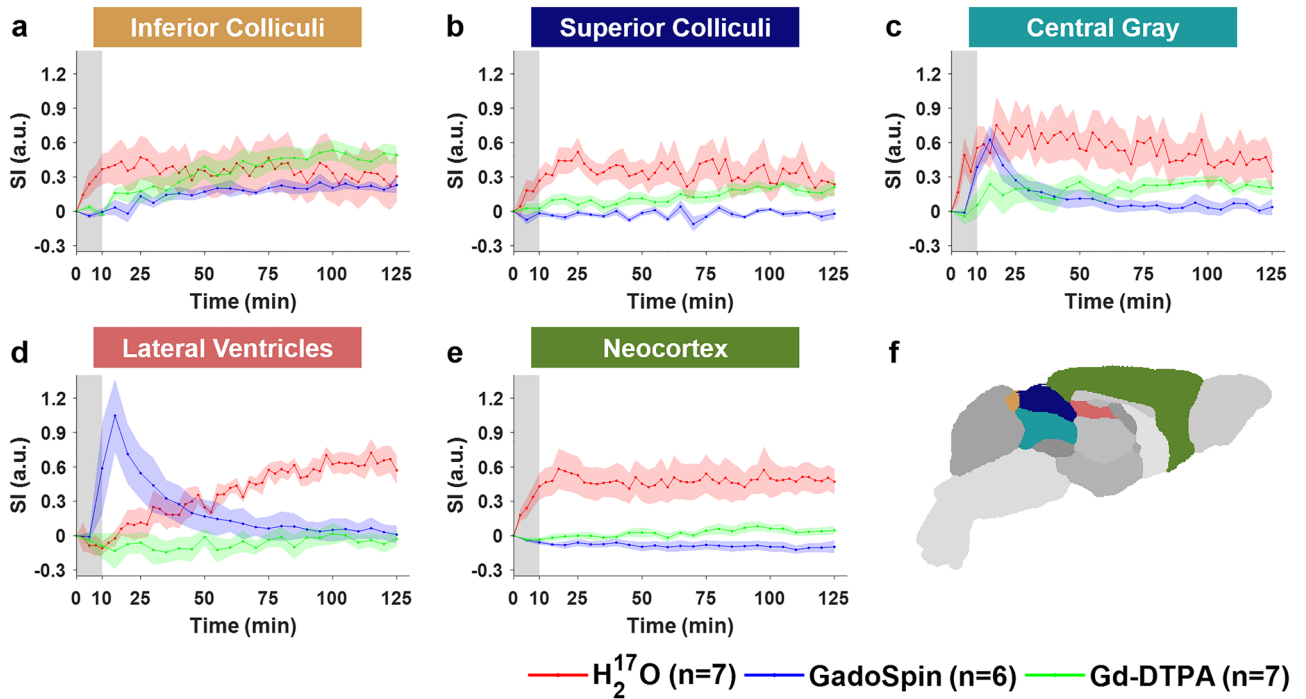 a Inferior Colliculi
SI (a.u.)
1.2
0.9
0.6
0.3
0
-0.3
0 10 25 50 75 100 125
Time (min)
b Superior Colliculi
SI (a.u.)
1.2
0.9
0.6
0.3
0
-0.3
0 10 25 50 75 100 125
Time (min)
c Central Gray
SI (a.u.)
1.2
0.9
0.6
0.3
0
-0.3
0 10 25 50 75 100 125
Time (min)
d Lateral Ventricles
SI (a.u.)
1.2
0.9
0.6
0.3
0
-0.3
0 10 25 50 75 100 125
Time (min)
e Neocortex
SI (a.u.)
1.2
0.9
0.6
0.3
0
-0.3
0 10 25 50 75 100 125
Time (min)
f
H₂¹⁷O (n=7) GadoSpin (n=6) Gd-DTPA (n=7)